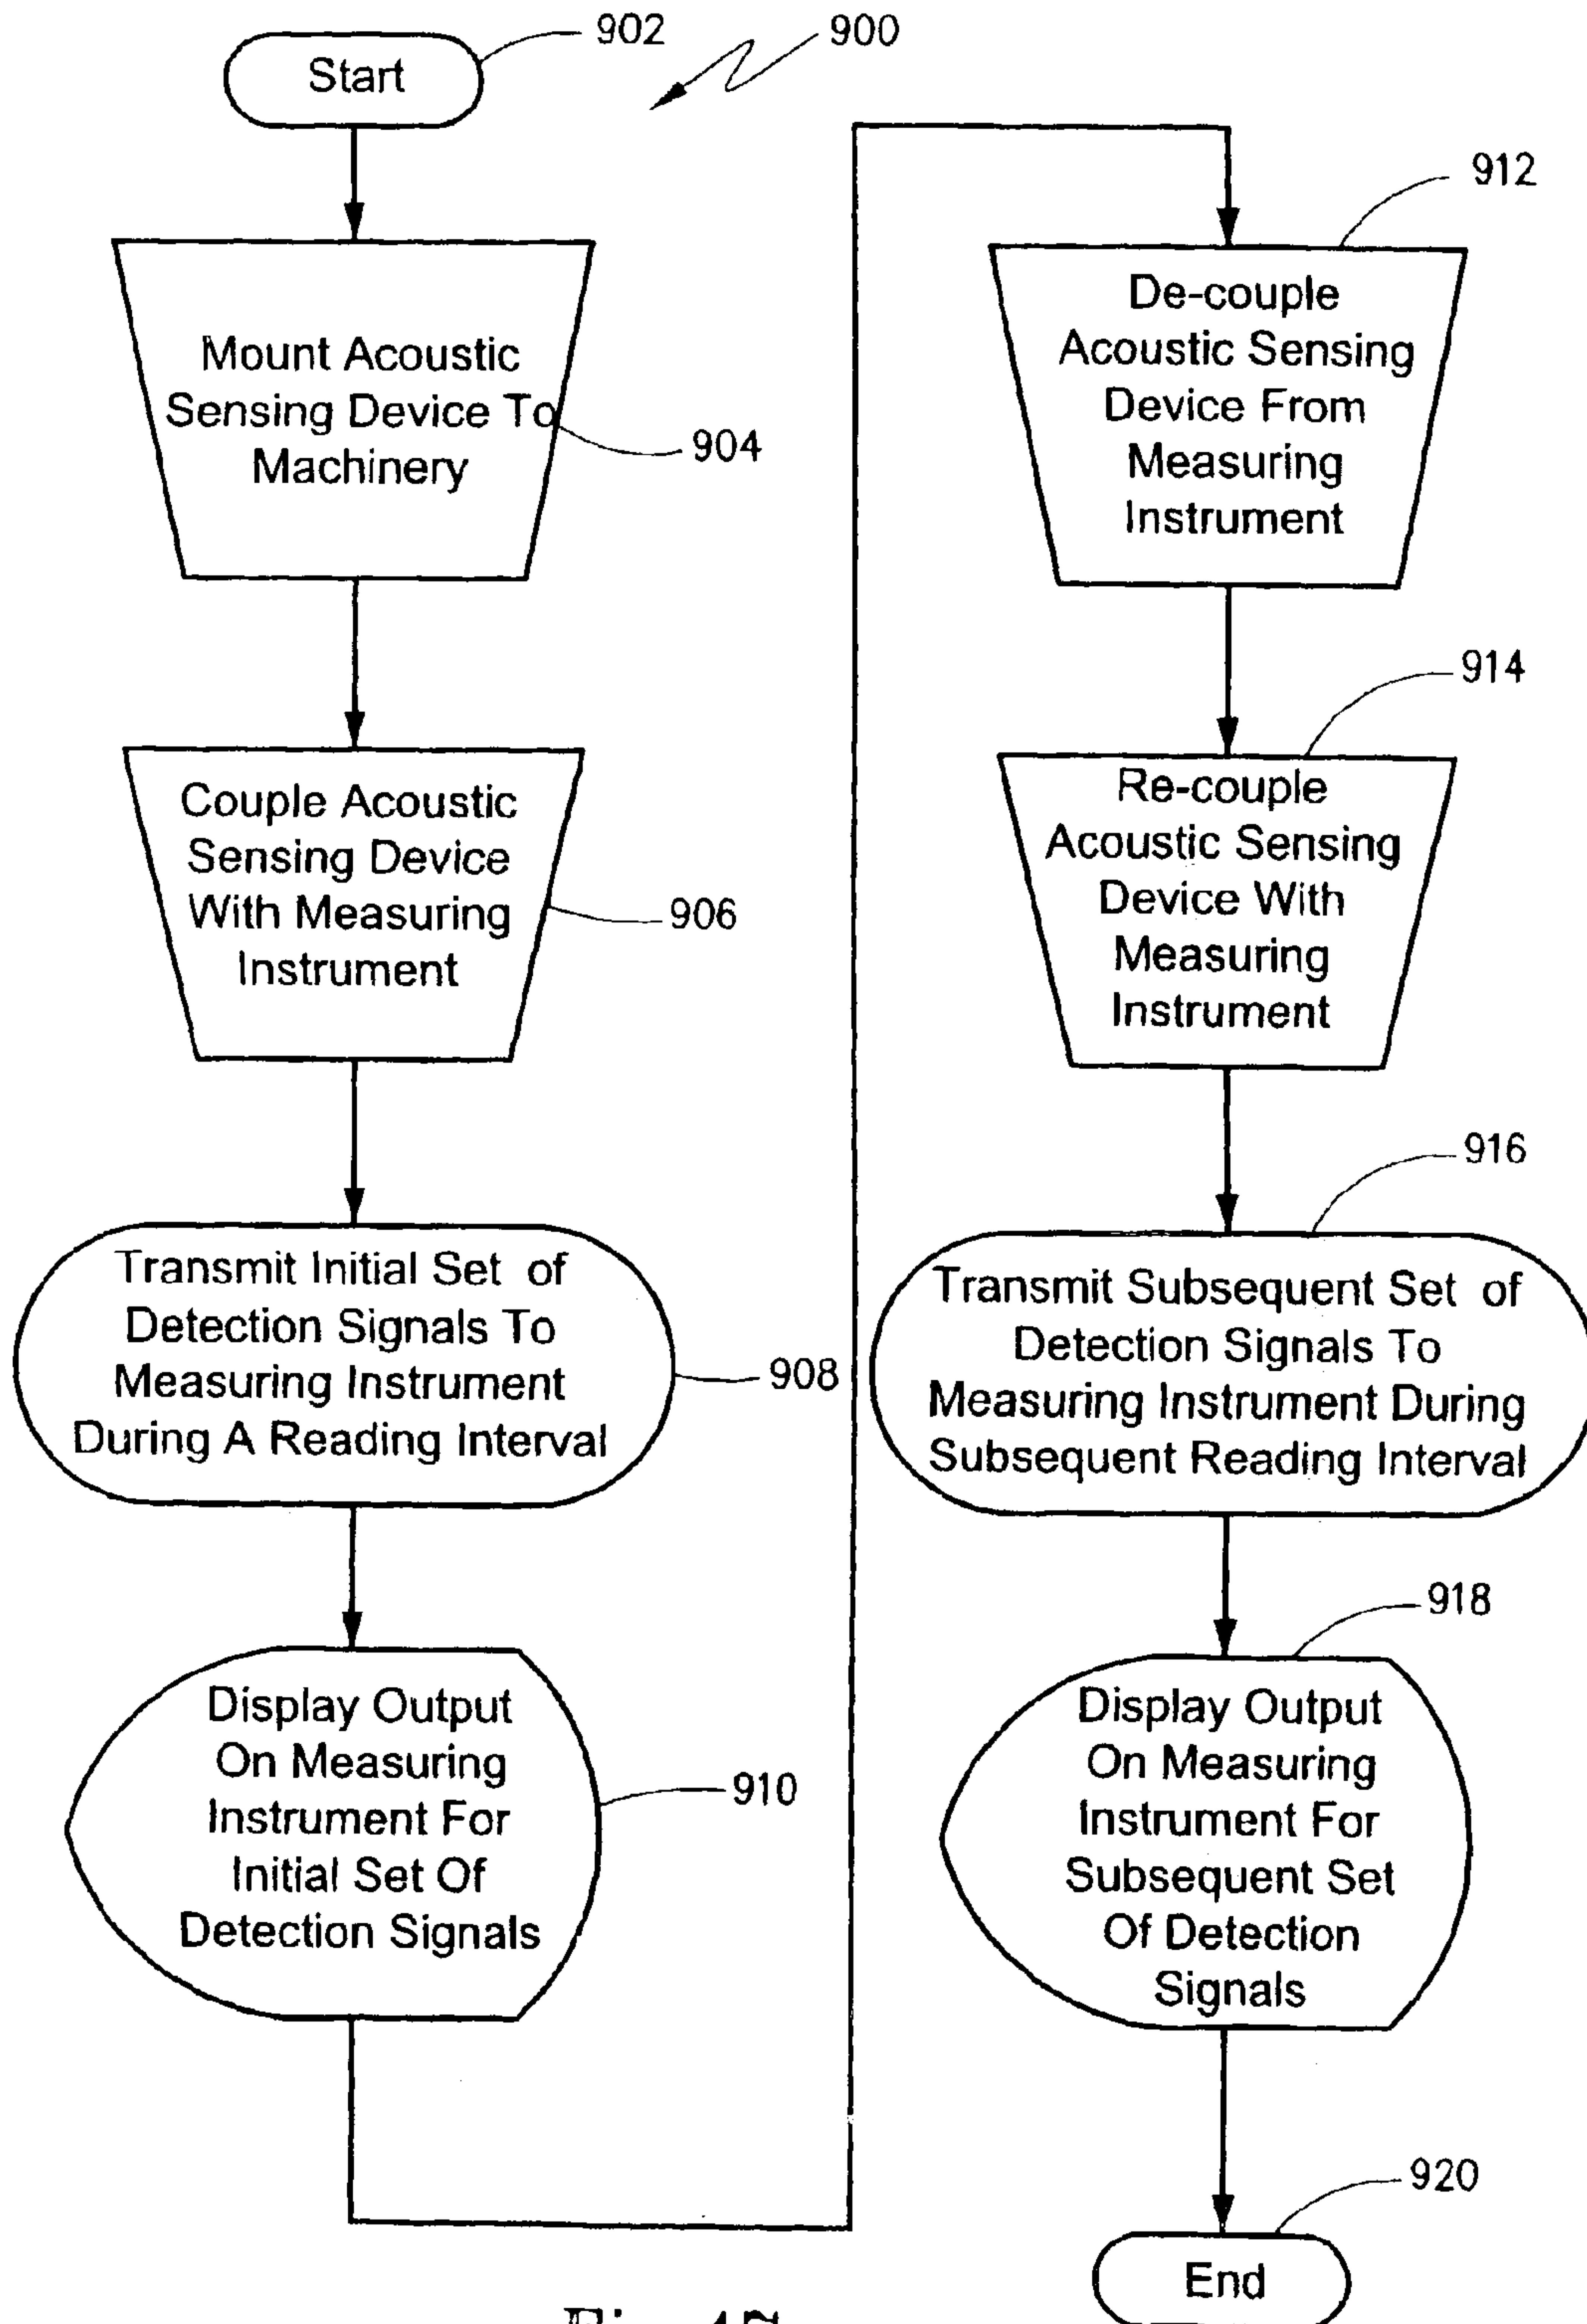 902
900
Start
Mount Acoustic
Sensing Device To
Machinery
904
Couple Acoustic
Sensing Device
With Measuring
Instrument
906
Transmit Initial Set of
Detection Signals To
Measuring Instrument
During A Reading Interval
908
Display Output
On Measuring
Instrument For
Initial Set Of
Detection Signals
910
912
De-couple
Acoustic Sensing
Device From
Measuring
Instrument
914
Re-couple
Acoustic Sensing
Device With
Measuring
Instrument
916
Transmit Subsequent Set of
Detection Signals To
Measuring Instrument During
Subsequent Reading Interval
918
Display Output
On Measuring
Instrument For
Subsequent Set
Of Detection
Signals
920
End